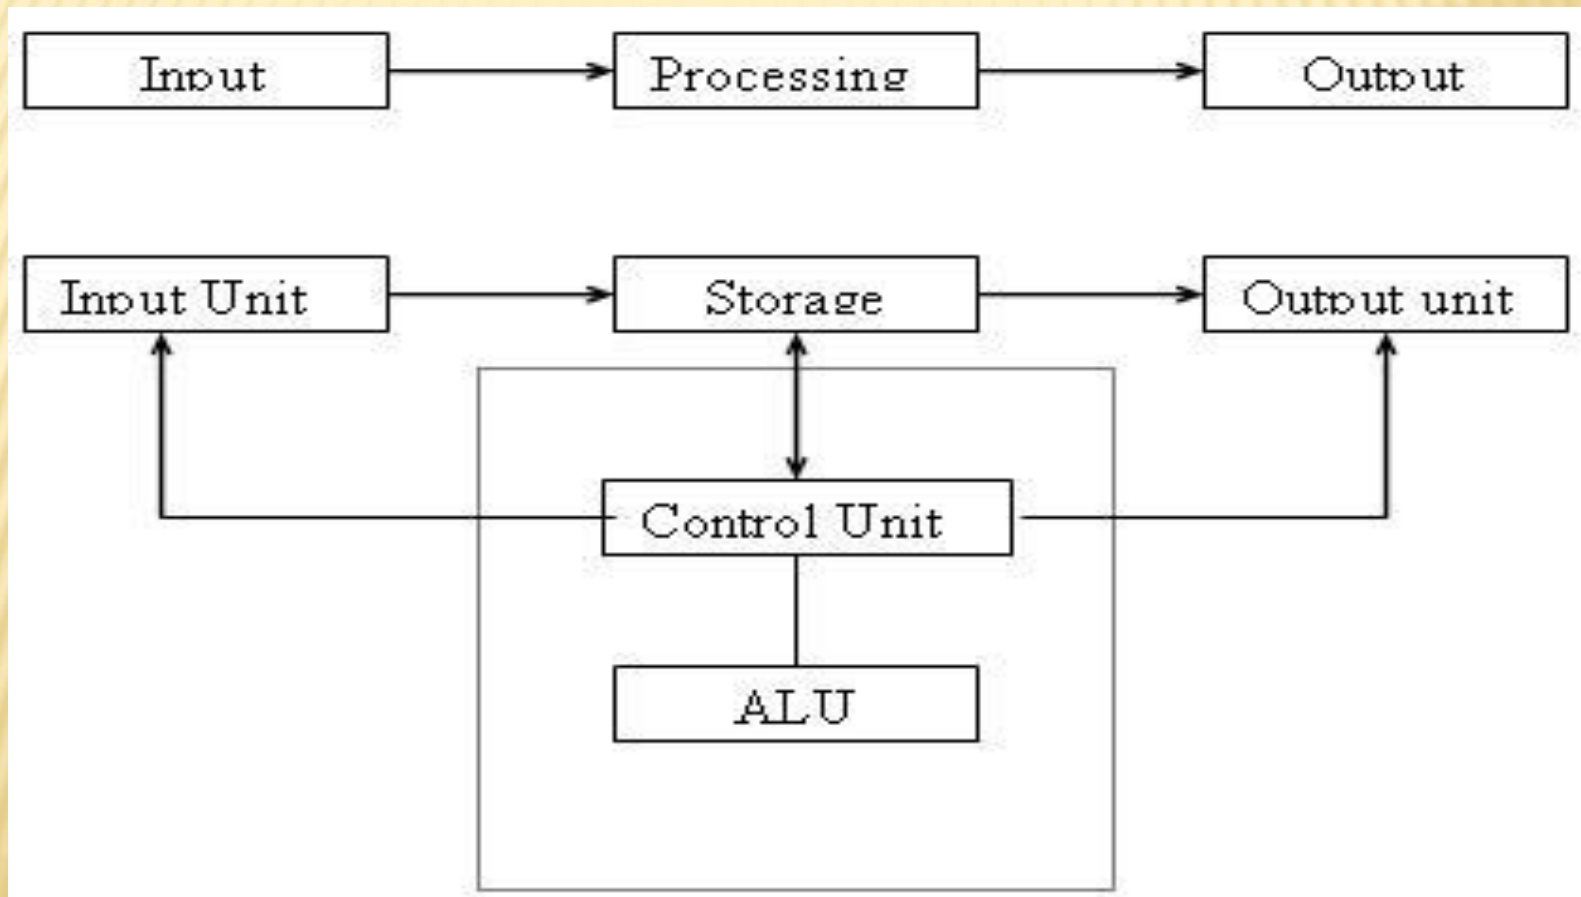 Input
Processing
Output
Input Unit
Storage
Output unit
Control Unit
ALU